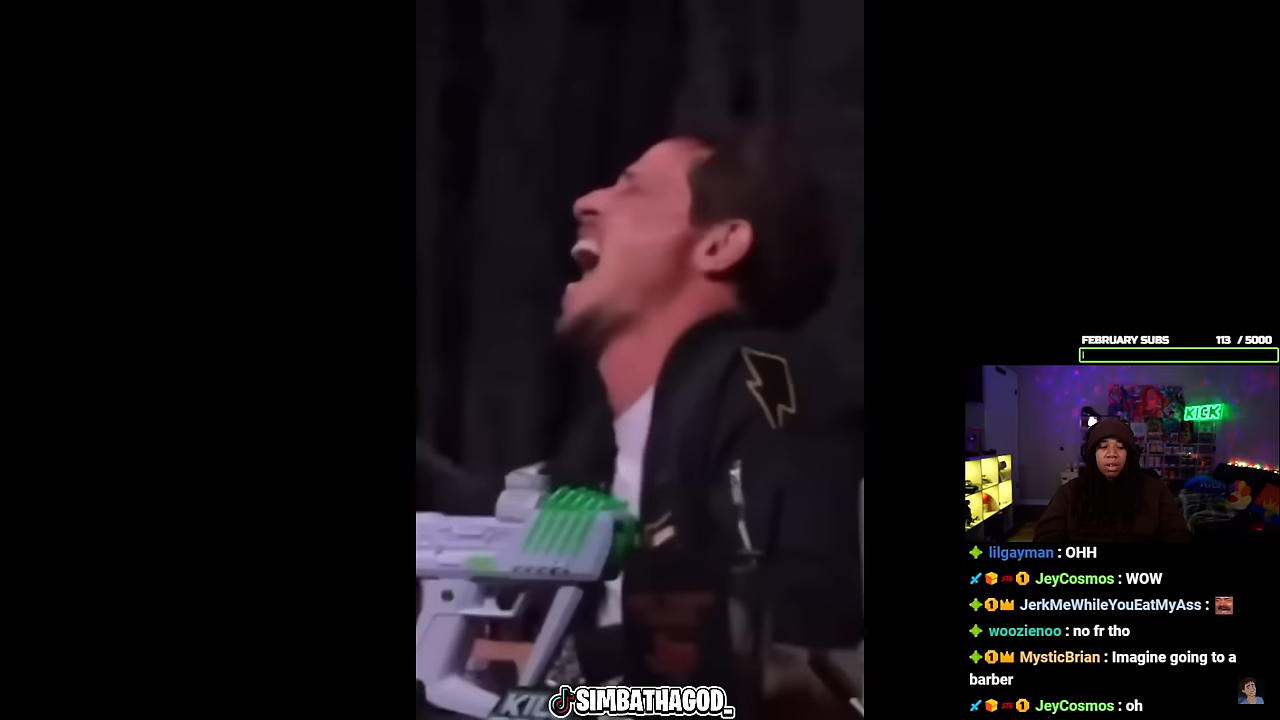 FEBRUARY SUBS 113 / 5000
KICK
lilgayman : OHH
JeyCosmos : WOW
JerkMeWhileYouEatMyAss :
woozienoo : no fr tho
MysticBrian : Imagine going to a
barber
JeyCosmos : oh
SIMBATHAGOD_